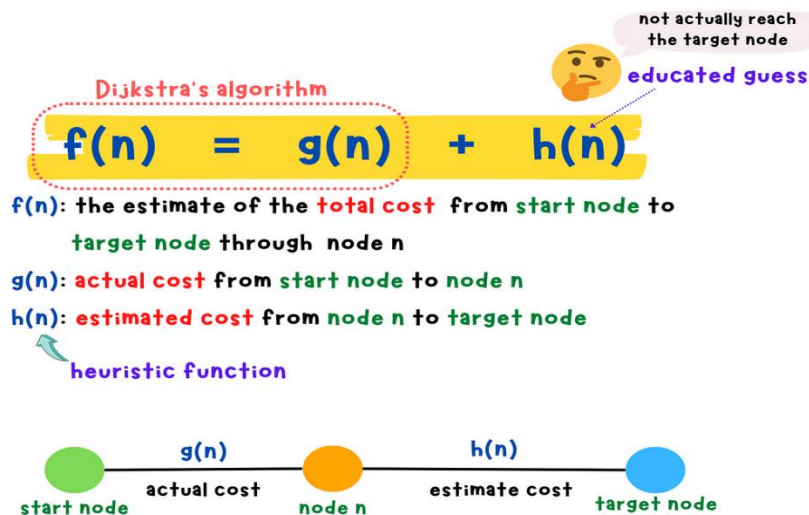 not actually reach
the target node
educated guess
Dijkstra's algorithm
f(n) = g(n) + h(n)
f(n): the estimate of the total cost from start node to
target node through node n
g(n): actual cost from start node to node n
h(n): estimated cost from node n to target node
heuristic function
g(n) h(n)
actual cost estimate cost
start node node n target node